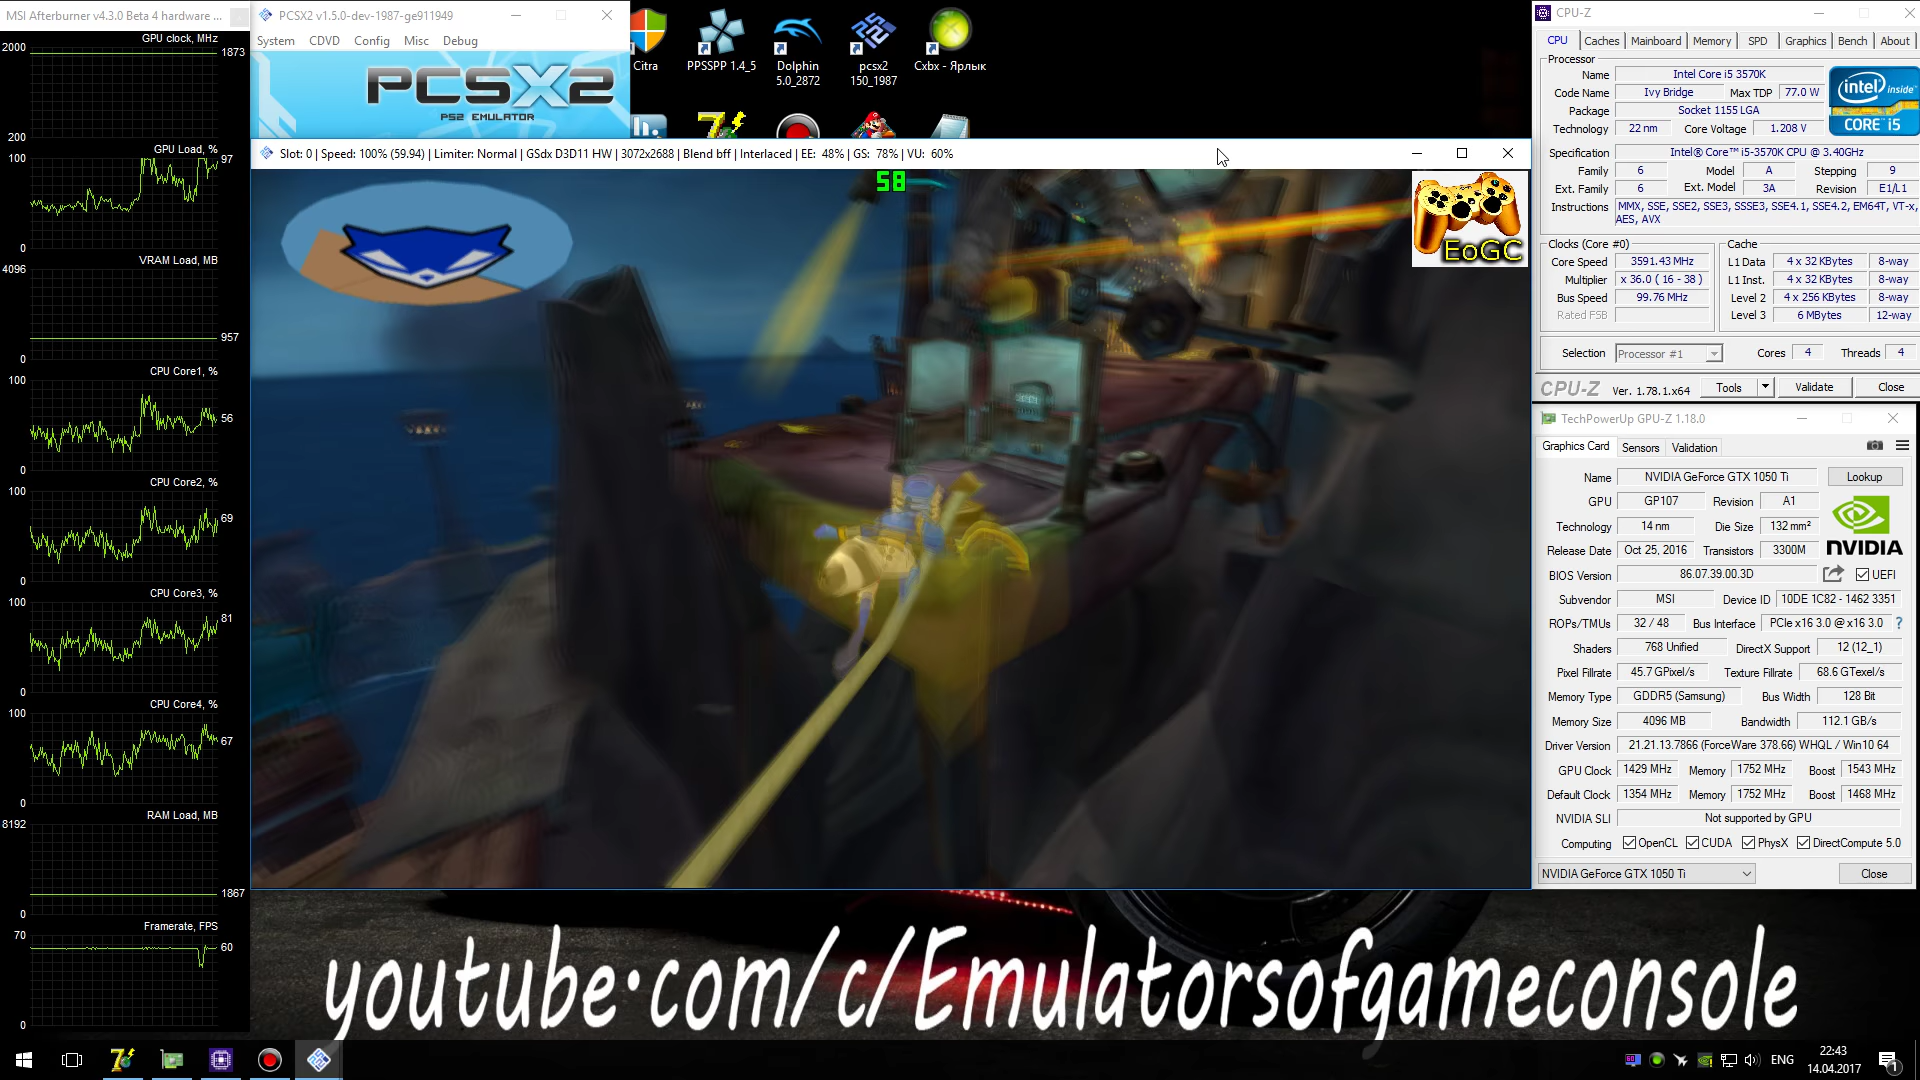 MSI Afterburner v4.3.0 Beta 4 hardware ...
GPU clock, MHz
2000
1873
200
GPU Load, %
100
97
0
VRAM Load, MB
4096
957
0
CPU Core1, %
100
56
0
CPU Core2, %
100
69
0
CPU Core3, %
100
81
0
CPU Core4, %
100
67
0
RAM Load, MB
8192
1867
0
Framerate, FPS
70
60
0
PCSX2 v1.5.0-dev-1987-ge911949
System CDVD Config Misc Debug
PCSX2
PS2 EMULATOR
Citra
PPSSPP 1.4_5
Dolphin
5.0_2872
pcsx2
150_1987
Cxbx - Ярлык
Slot: 0 | Speed: 100% (59.94) | Limiter: Normal | GSdx D3D11 HW | 3072x2688 | Blend bff | Interlaced | EE: 48% | GS: 78% | VU: 60%
58
EoGC
CPU-Z
CPU Caches Mainboard Memory SPD Graphics Bench About
Processor
Name Intel Core i5 3570K
Code Name Ivy Bridge Max TDP 77.0 W
Package Socket 1155 LGA
Technology 22 nm Core Voltage 1.208 V
intel inside™
CORE i5
Specification Intel® Core™ i5-3570K CPU @ 3.40GHz
Family 6 Model A Stepping 9
Ext. Family 6 Ext. Model 3A Revision E1/L1
Instructions MMX, SSE, SSE2, SSE3, SSSE3, SSE4.1, SSE4.2, EM64T, VT-x,
AES, AVX
Clocks (Core #0)
Core Speed 3591.43 MHz
Multiplier x 36.0 ( 16 - 38 )
Bus Speed 99.76 MHz
Rated FSB
Cache
L1 Data 4 x 32 KBytes 8-way
L1 Inst. 4 x 32 KBytes 8-way
Level 2 4 x 256 KBytes 8-way
Level 3 6 MBytes 12-way
Selection Processor #1 Cores 4 Threads 4
CPU-Z Ver. 1.78.1.x64 Tools Validate Close
TechPowerUp GPU-Z 1.18.0
Graphics Card Sensors Validation
Name NVIDIA GeForce GTX 1050 Ti Lookup
GPU GP107 Revision A1
Technology 14 nm Die Size 132 mm²
Release Date Oct 25, 2016 Transistors 3300M
NVIDIA
BIOS Version 86.07.39.00.3D UEFI
Subvendor MSI Device ID 10DE 1C82 - 1462 3351
ROPs/TMUs 32 / 48 Bus Interface PCIe x16 3.0 @ x16 3.0 ?
Shaders 768 Unified DirectX Support 12 (12_1)
Pixel Fillrate 45.7 GPixel/s Texture Fillrate 68.6 GTexel/s
Memory Type GDDR5 (Samsung) Bus Width 128 Bit
Memory Size 4096 MB Bandwidth 112.1 GB/s
Driver Version 21.21.13.7866 (ForceWare 378.66) WHQL / Win10 64
GPU Clock 1429 MHz Memory 1752 MHz Boost 1543 MHz
Default Clock 1354 MHz Memory 1752 MHz Boost 1468 MHz
NVIDIA SLI Not supported by GPU
Computing OpenCL CUDA PhysX DirectCompute 5.0
NVIDIA GeForce GTX 1050 Ti Close
youtube.com/c/Emulatorsofgameconsole
ENG
22:43
14.04.2017
1